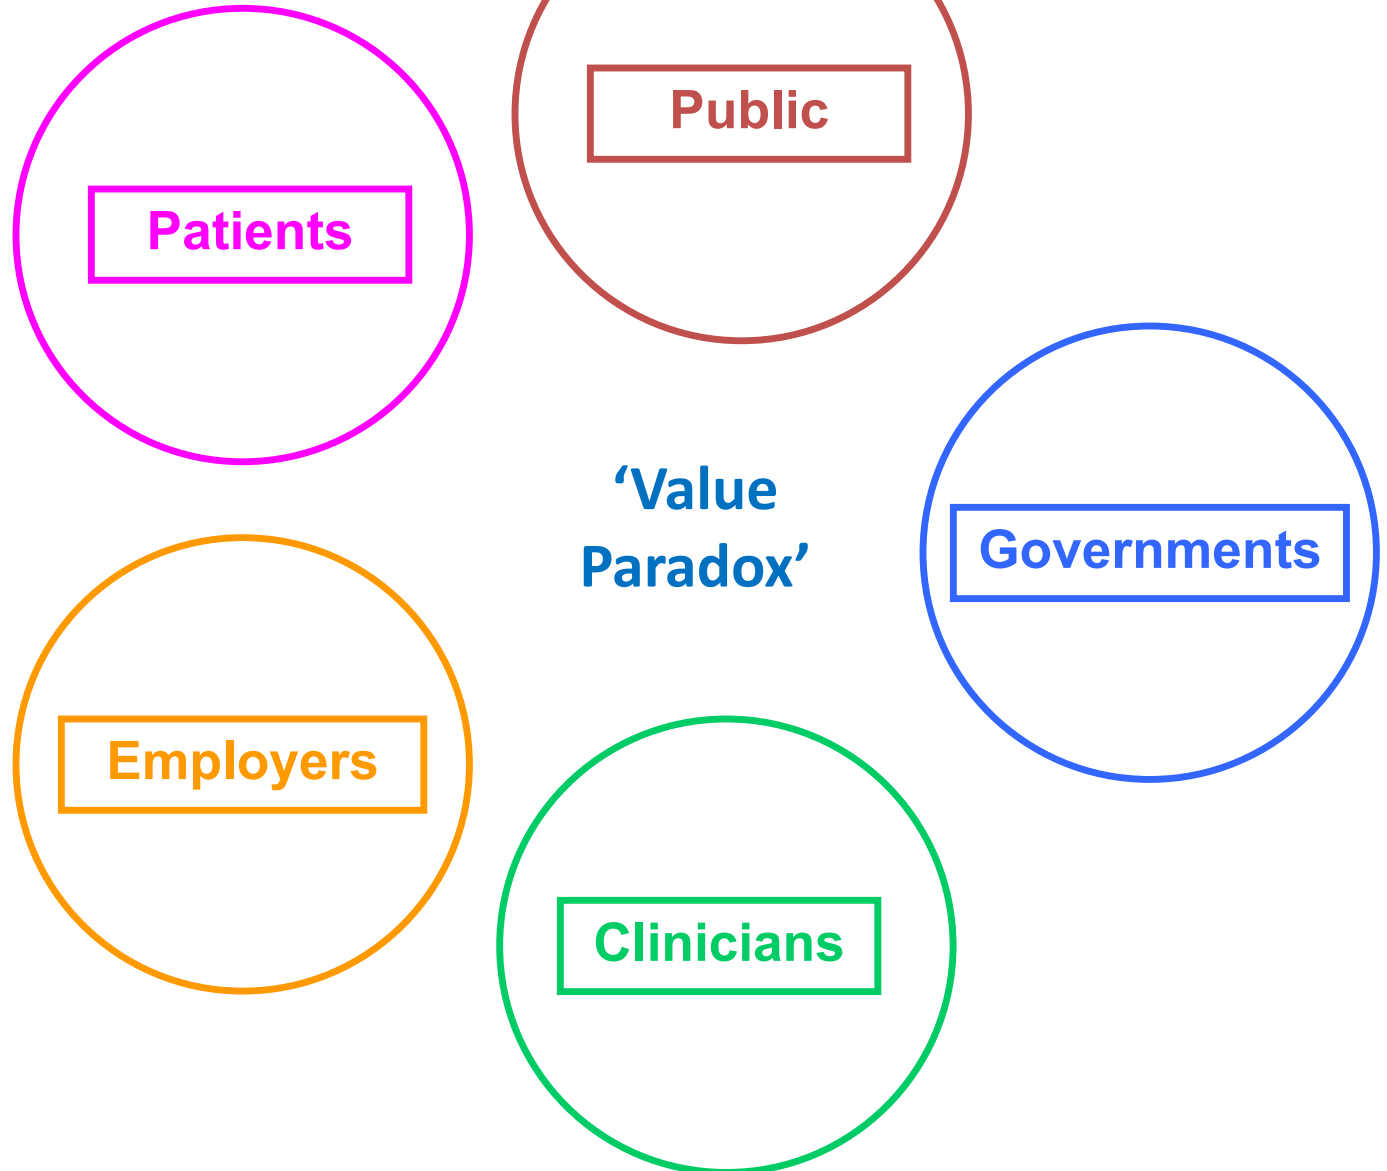 Public
Patients
‘Value
Paradox’
Governments
Employers
Clinicians